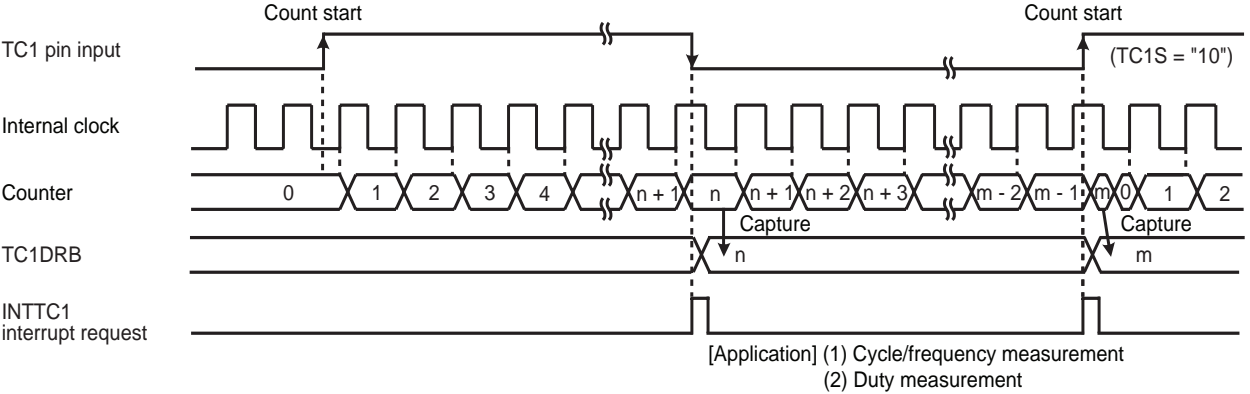 Count start Count start
TC1 pin input
(TC1S = "10")
Internal clock
Counter 0 1 2 3 4 n + 1 n n + 1 n + 2 n + 3 m - 2 m - 1 m 0 1 2
Capture Capture
TC1DRB n m
INTTC1
interrupt request
[Application] (1) Cycle/frequency measurement
(2) Duty measurement